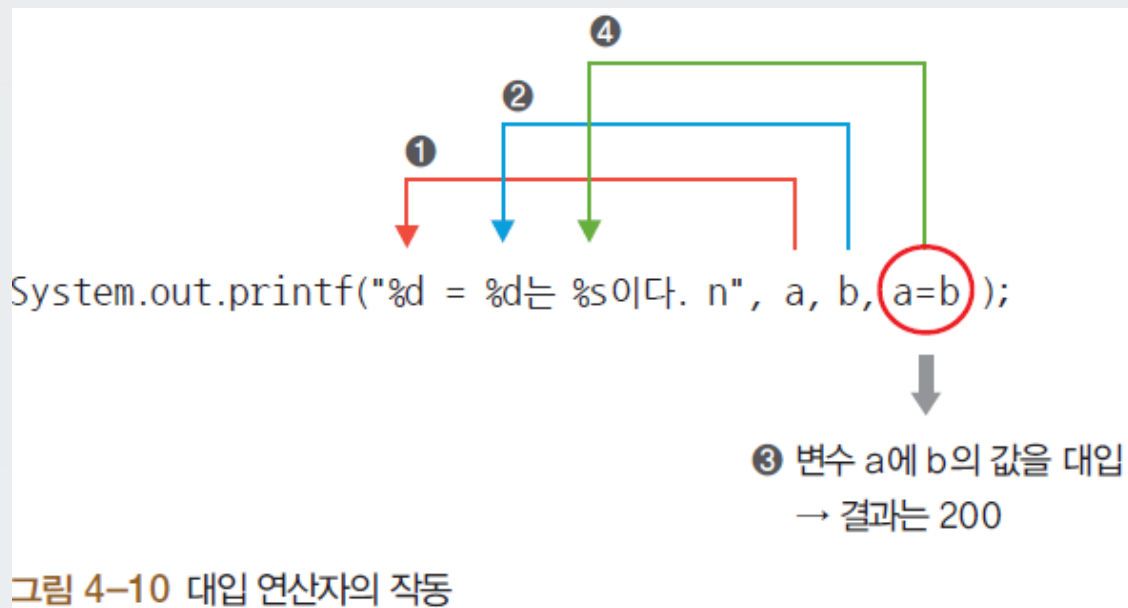 ❹
❷
❶
System.out.printf("%d = %d는 %s이다. n", a, b, a=b );
❸ 변수 a에 b의 값을 대입
→ 결과는 200
그림 4-10 대입 연산자의 작동